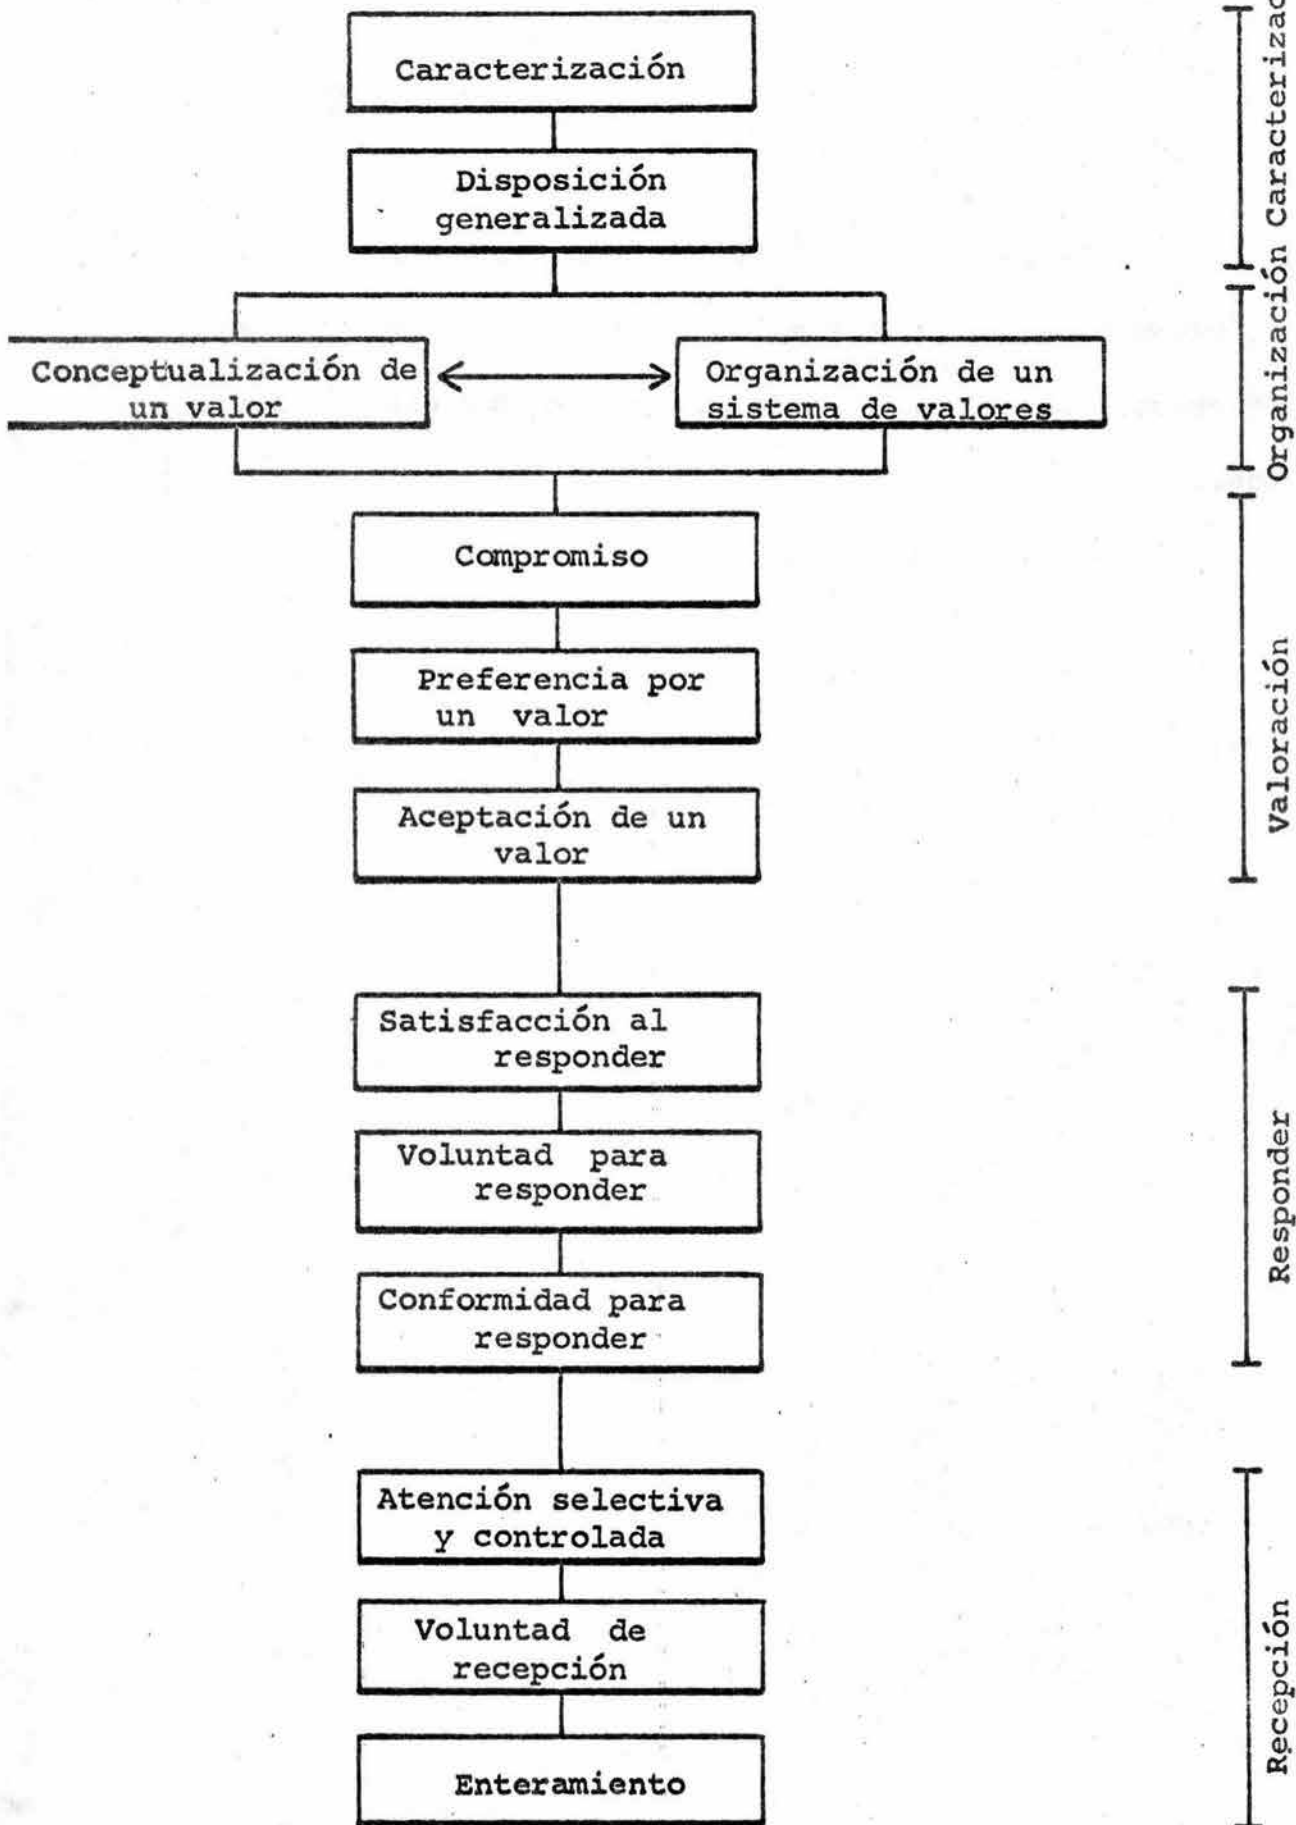 Caracterización
Disposición
generalizada
Conceptualización de
un valor
Organización de un
sistema de valores
Compromiso
Preferencia por
un valor
Aceptación de un
valor
Satisfacción al
responder
Voluntad para
responder
Conformidad para
responder
Atención selectiva
y controlada
Voluntad de
recepción
Enteramiento
Organización
Valoración
Responder
Recepción